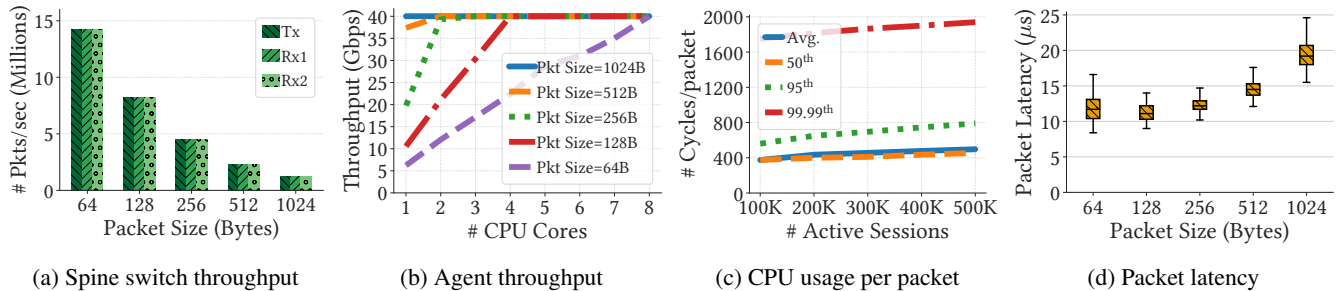 # Pkts/sec (Millions)
15
10
5
0
Tx
Rx1
Rx2
64 128 256 512 1024
Packet Size (Bytes)
(a) Spine switch throughput
Throughput (Gbps)
40
35
30
25
20
15
10
5
0
Pkt Size=1024B
Pkt Size=512B
Pkt Size=256B
Pkt Size=128B
Pkt Size=64B
1 2 3 4 5 6 7 8
# CPU Cores
(b) Agent throughput
# Cycles/packet
2000
1600
1200
800
400
0
Avg.
50th
95th
99.99th
100K 200K 300K 400K 500K
# Active Sessions
(c) CPU usage per packet
Packet Latency (μs)
25
20
15
10
5
0
64 128 256 512 1024
Packet Size (Bytes)
(d) Packet latency